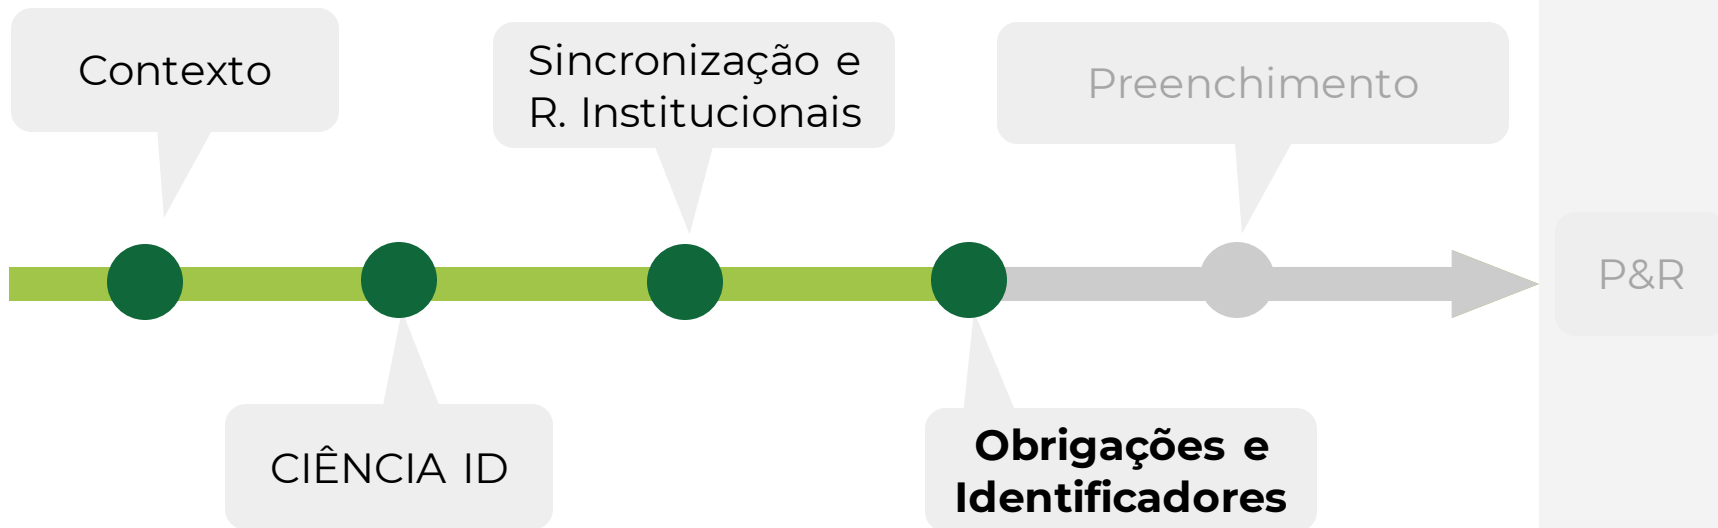 Contexto
Sincronização e
R. Institucionais
Preenchimento
P&R
CIÊNCIA ID
Obrigações e
Identificadores